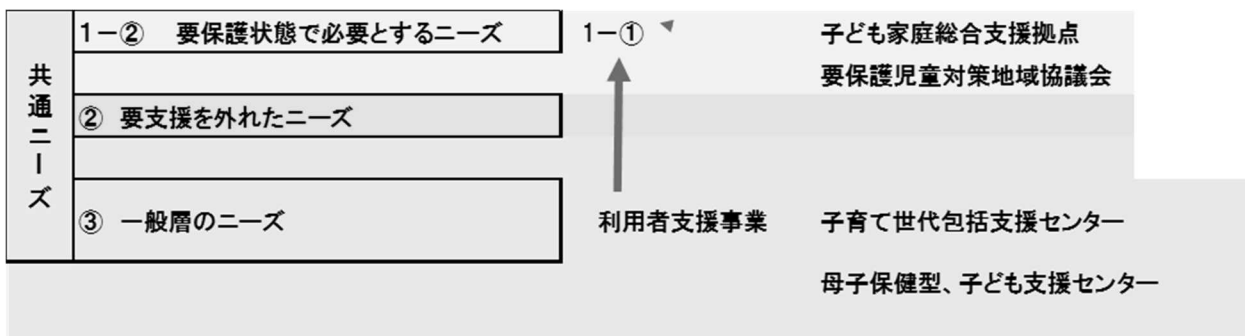 共通ニーズ
1－② 要保護状態で必要とするニーズ
1－①
子ども家庭総合支援拠点
要保護児童対策地域協議会
② 要支援を外れたニーズ
③ 一般層のニーズ
利用者支援事業
子育て世代包括支援センター
母子保健型、子ども支援センター